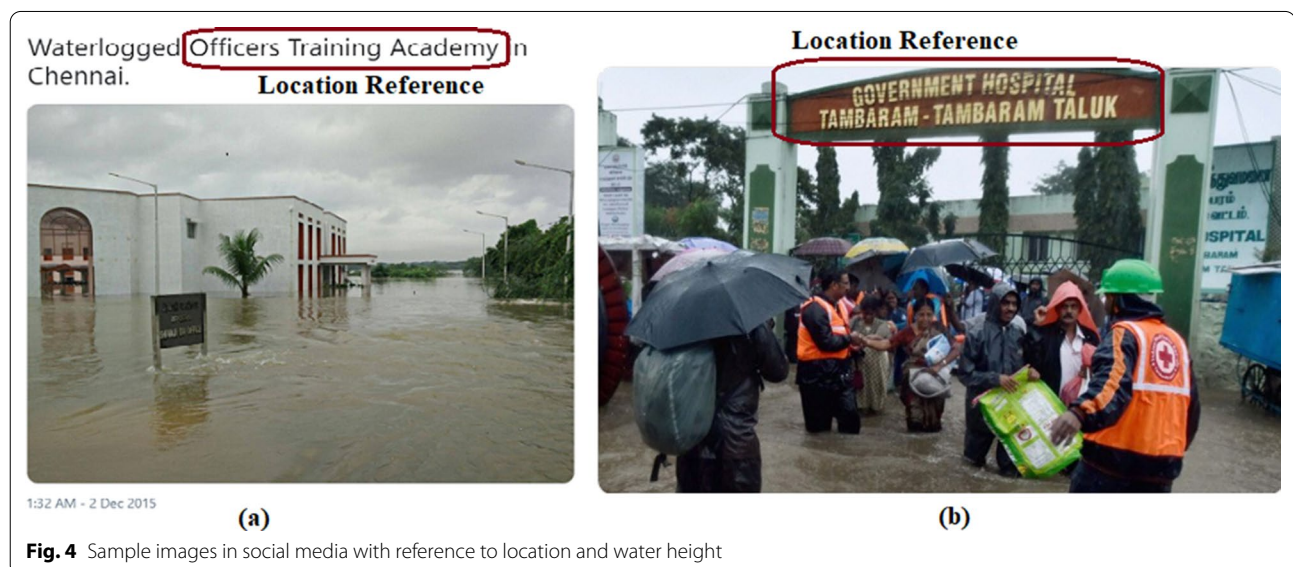 Waterlogged Officers Training Academy in
Chennai.
Location Reference
1:32 AM - 2 Dec 2015
(a)
Location Reference
GOVERNMENT HOSPITAL
TAMBARAM - TAMBARAM TALUK
(b)
Fig. 4 Sample images in social media with reference to location and water height